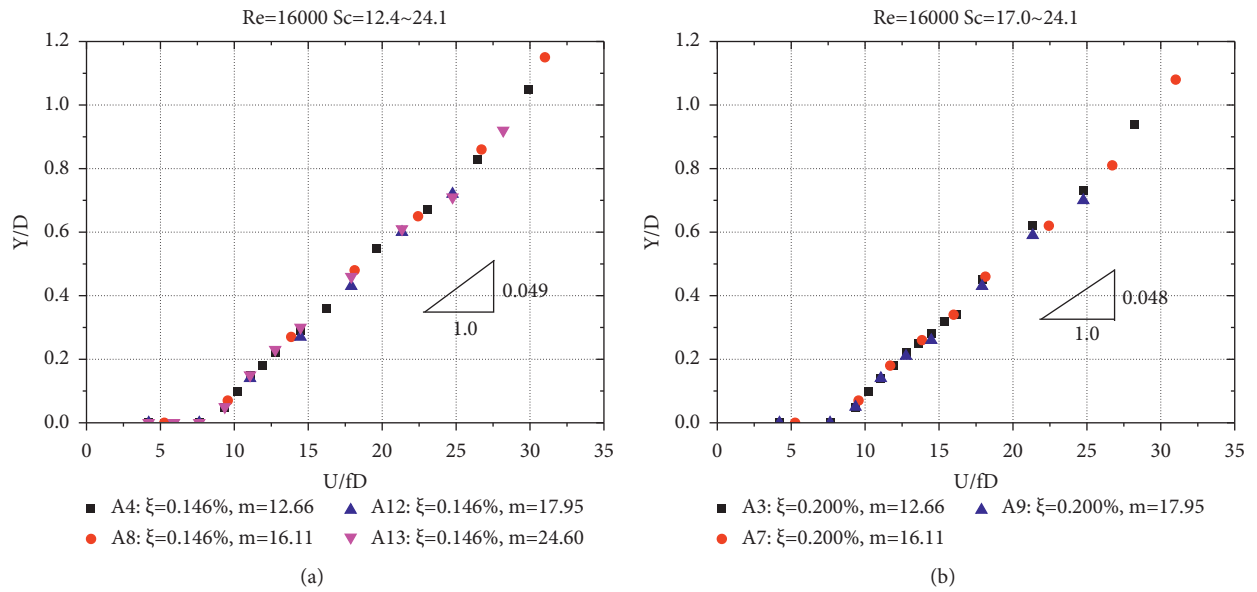 Re=16000 Sc=12.4~24.1
1.2
1.0
0.8
0.6
0.4
0.2
0.0
Y/D
0.049
1.0
0 5 10 15 20 25 30 35
U/fD
A4: ξ=0.146%, m=12.66
A12: ξ=0.146%, m=17.95
A8: ξ=0.146%, m=16.11
A13: ξ=0.146%, m=24.60
(a)
Re=16000 Sc=17.0~24.1
1.2
1.0
0.8
0.6
0.4
0.2
0.0
Y/D
0.048
1.0
0 5 10 15 20 25 30 35
U/fD
A3: ξ=0.200%, m=12.66
A9: ξ=0.200%, m=17.95
A7: ξ=0.200%, m=16.11
(b)